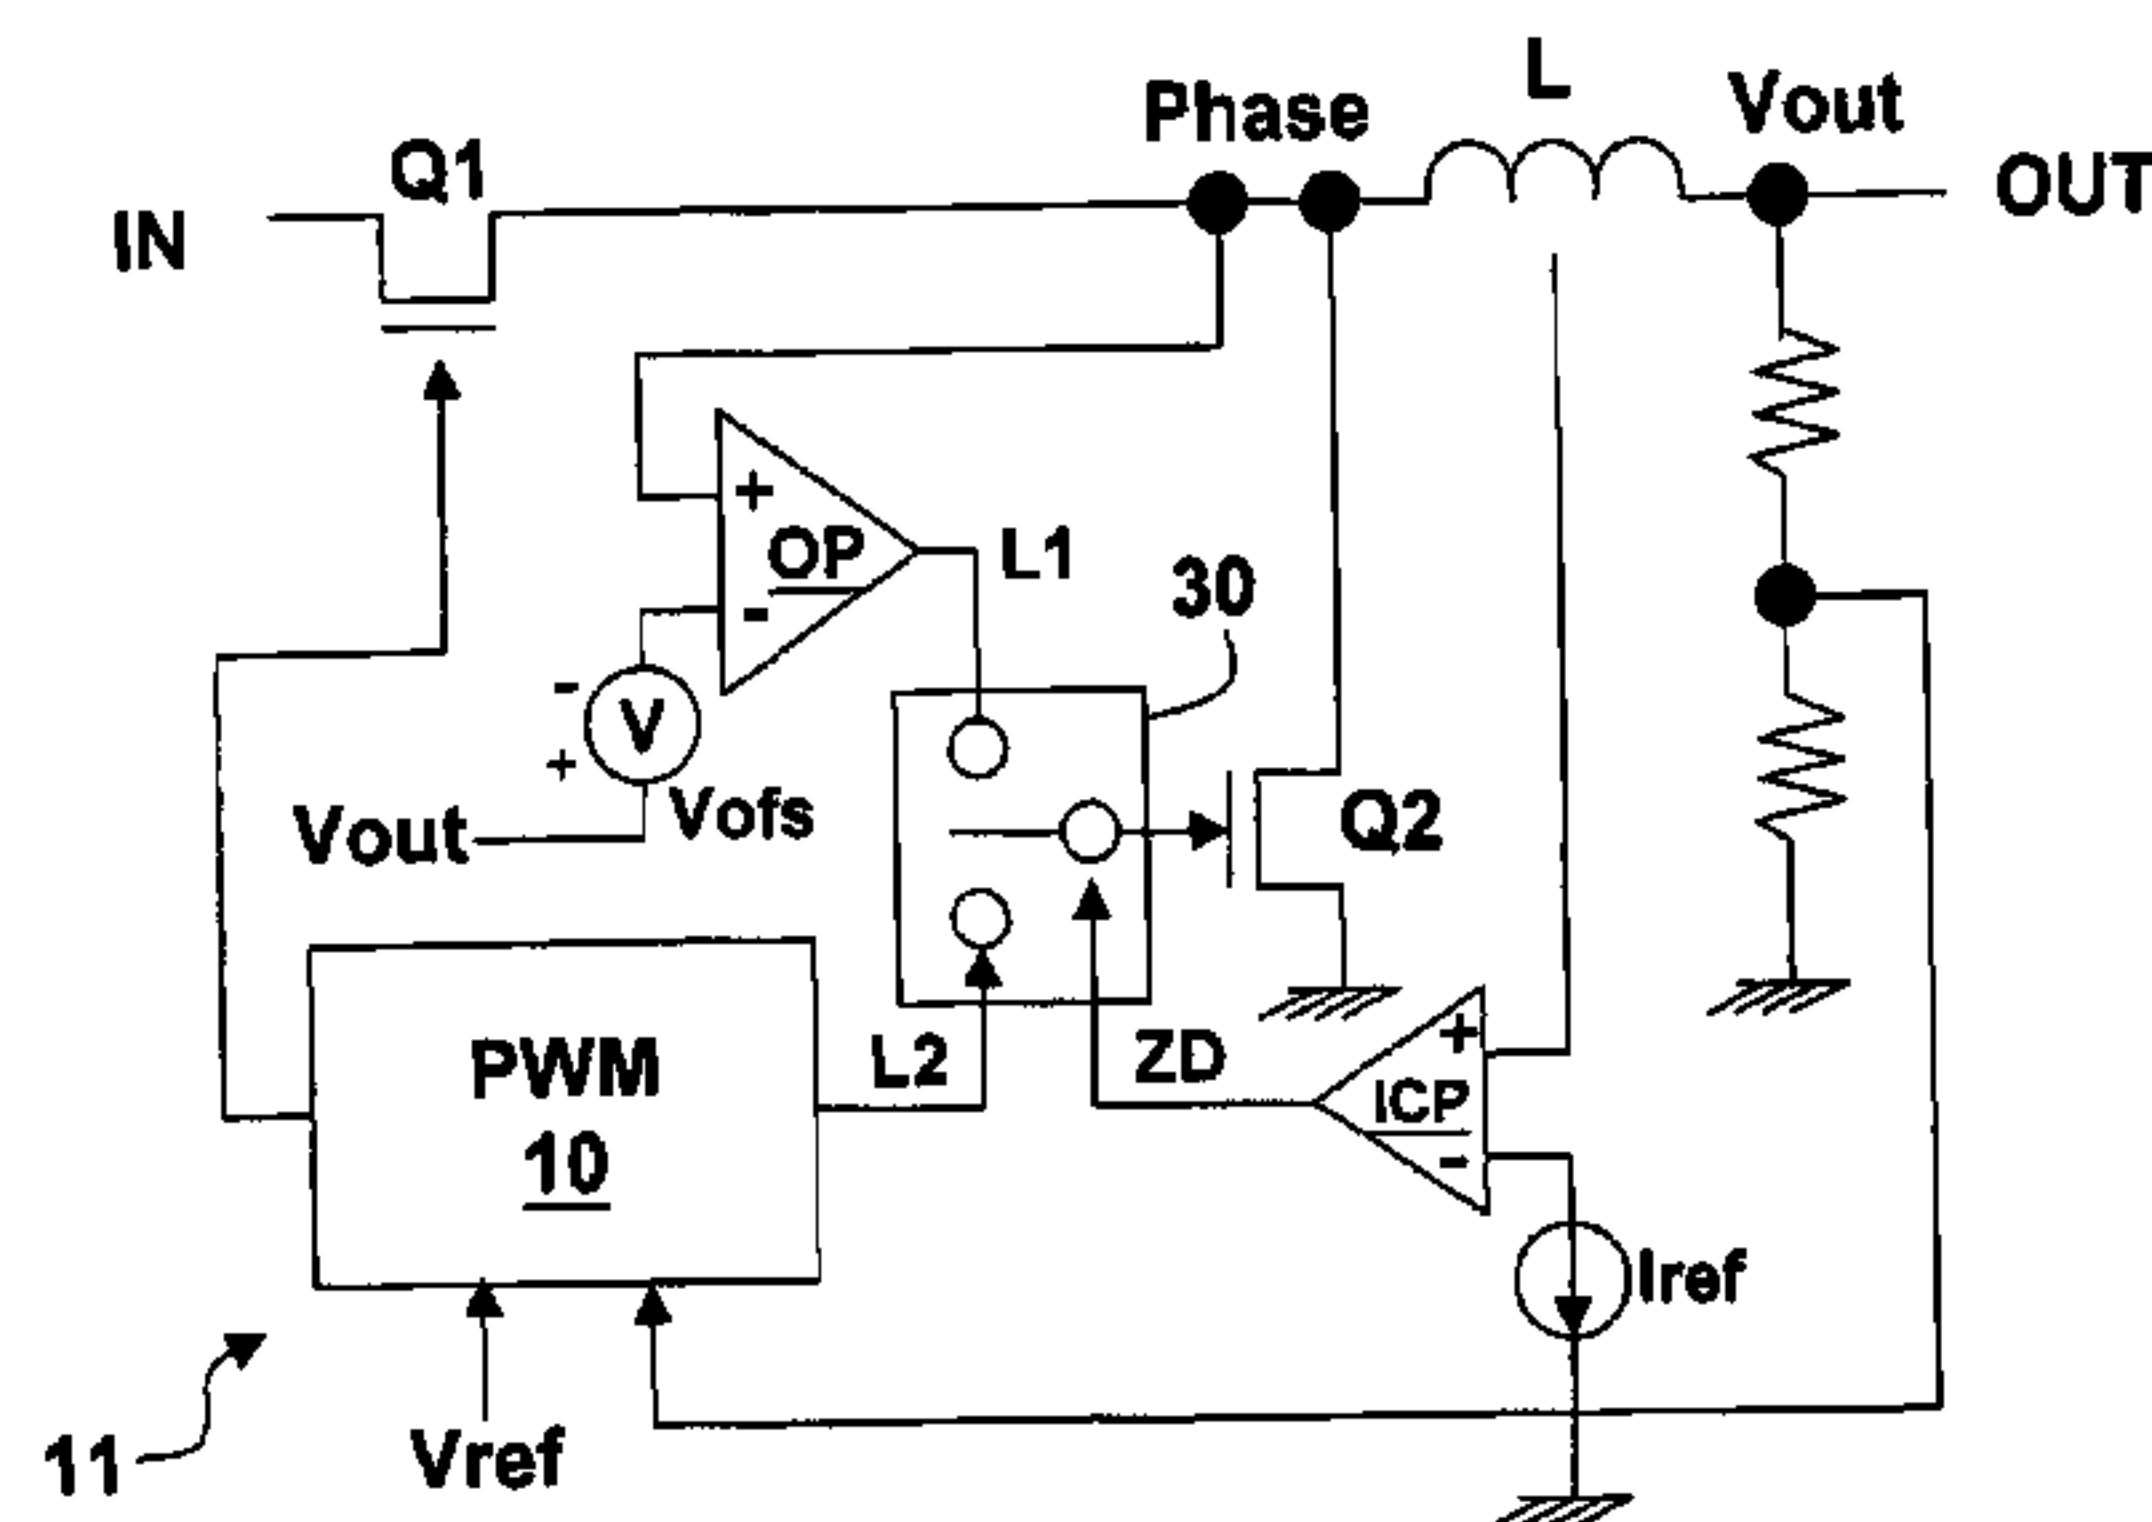 L
Phase
Vout
Q1
OUT
IN
+
OP
-
L1
30
-
V
+
Vofs
Vout
Q2
PWM
10
L2
ZD
+
ICP
-
Iref
11
Vref